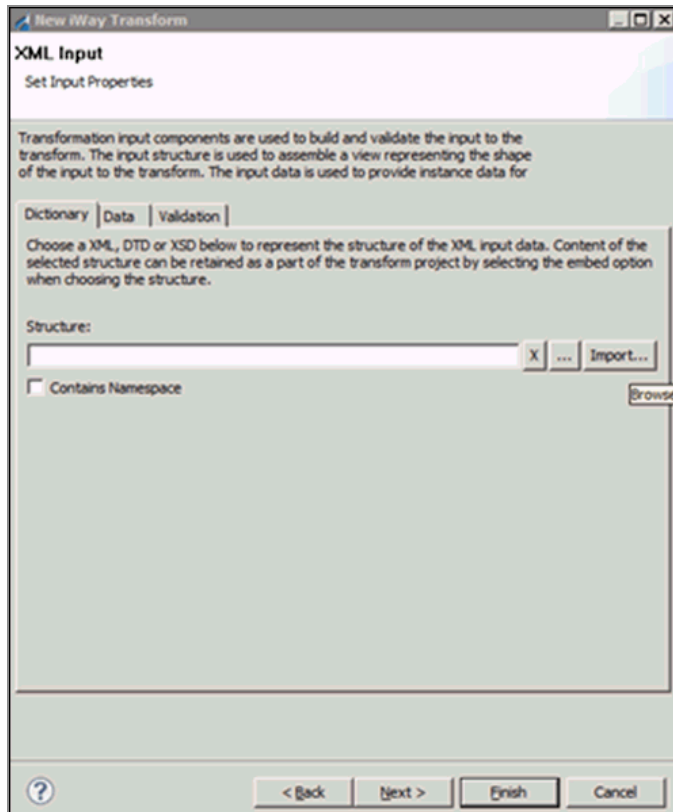 New iWay Transform
XML Input
Set Input Properties
Transformation input components are used to build and validate the input to the
transform. The input structure is used to assemble a view representing the shape
of the input to the transform. The input data is used to provide instance data for
Dictionary Data Validation
Choose a XML, DTD or XSD below to represent the structure of the XML input data. Content of the
selected structure can be retained as a part of the transform project by selecting the embed option
when choosing the structure.
Structure:
X ... Import...
Contains Namespace
Browse
? < Back Next > Finish Cancel